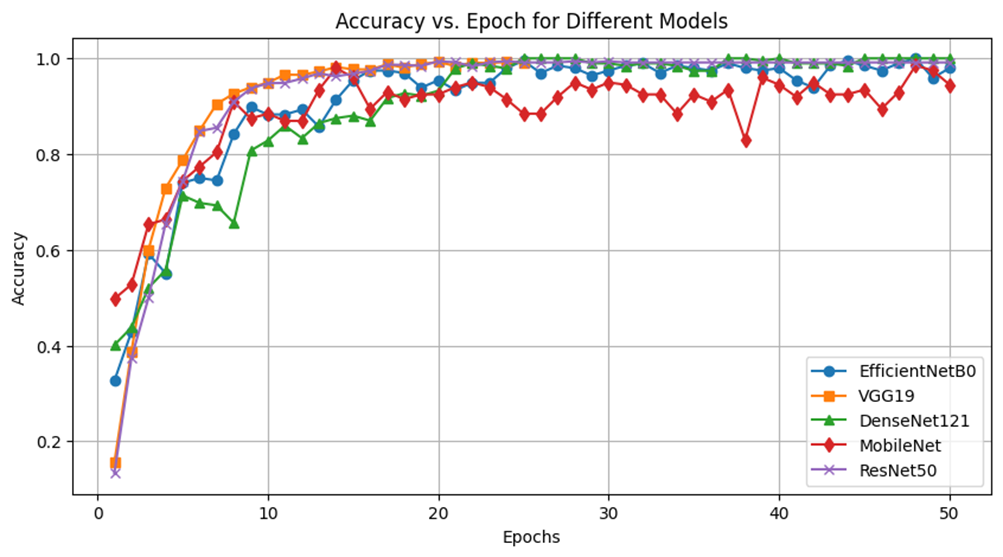 Accuracy vs. Epoch for Different Models
1.0
0.8
0.6
0.4
0.2
Accuracy
0 10 20 30 40 50
Epochs
EfficientNetB0
VGG19
DenseNet121
MobileNet
ResNet50